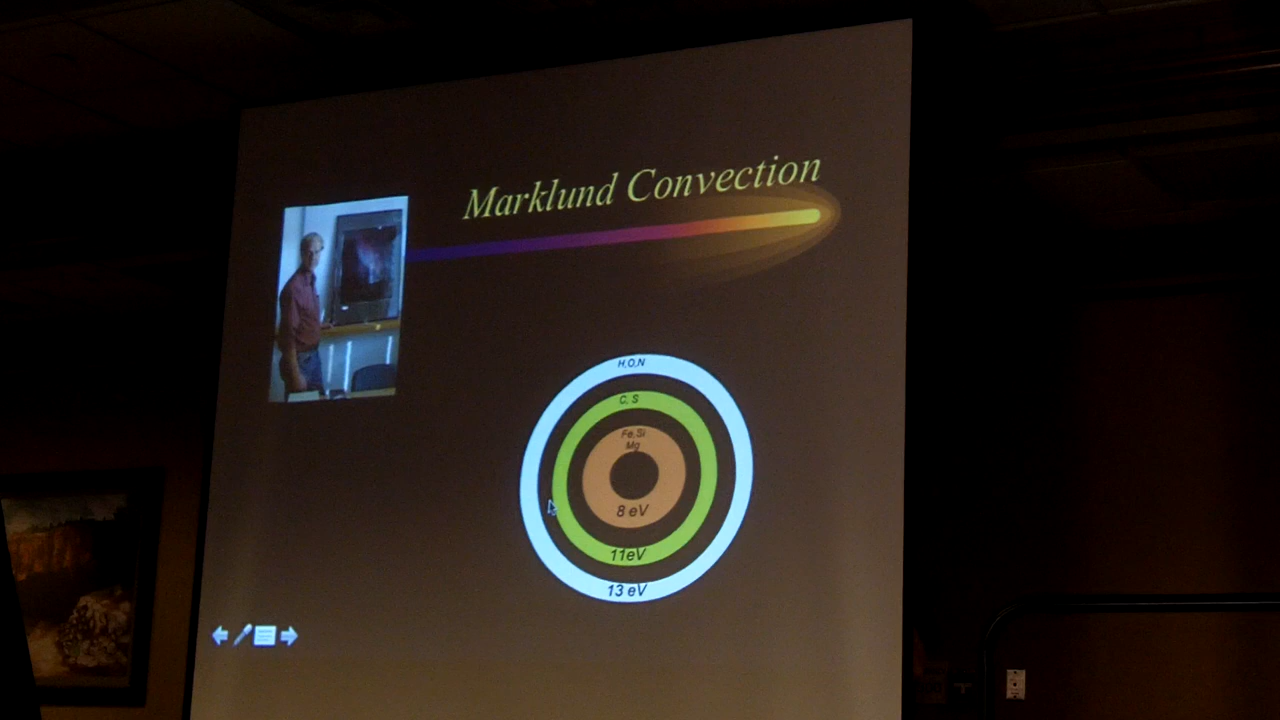 Marklund Convection
H,O,N
C, S
Fe,Si
Mg
8 eV
11eV
13 eV